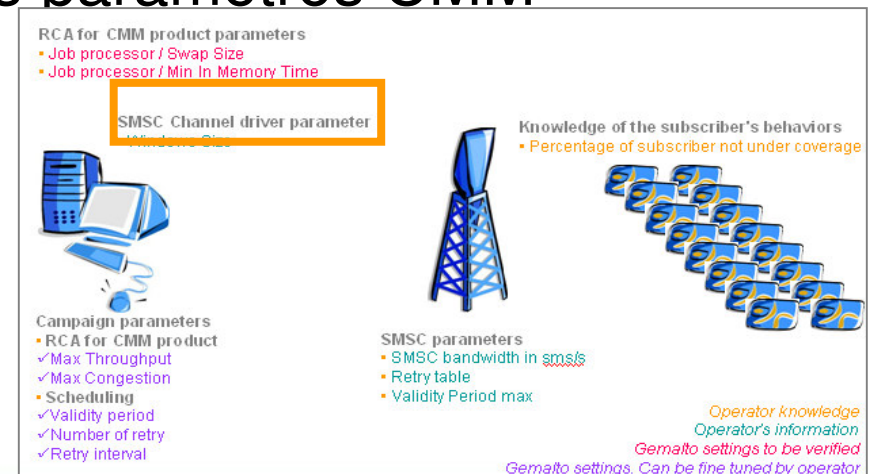 s paramètres CMM
RCA for CMM product parameters
▪ Job processor / Swap Size
▪ Job processor / Min In Memory Time
SMSC Channel driver parameter
▪ Windows Size
Knowledge of the subscriber's behaviors
▪ Percentage of subscriber not under coverage
Campaign parameters
▪ RCA for CMM product
✓Max Throughput
✓Max Congestion
▪ Scheduling
✓Validity period
✓Number of retry
✓Retry interval
SMSC parameters
▪ SMSC bandwidth in sms/s
▪ Retry table
▪ Validity Period max
Operator knowledge
Operator's information
Gemalto settings to be verified
Gemalto settings. Can be fine tuned by operator